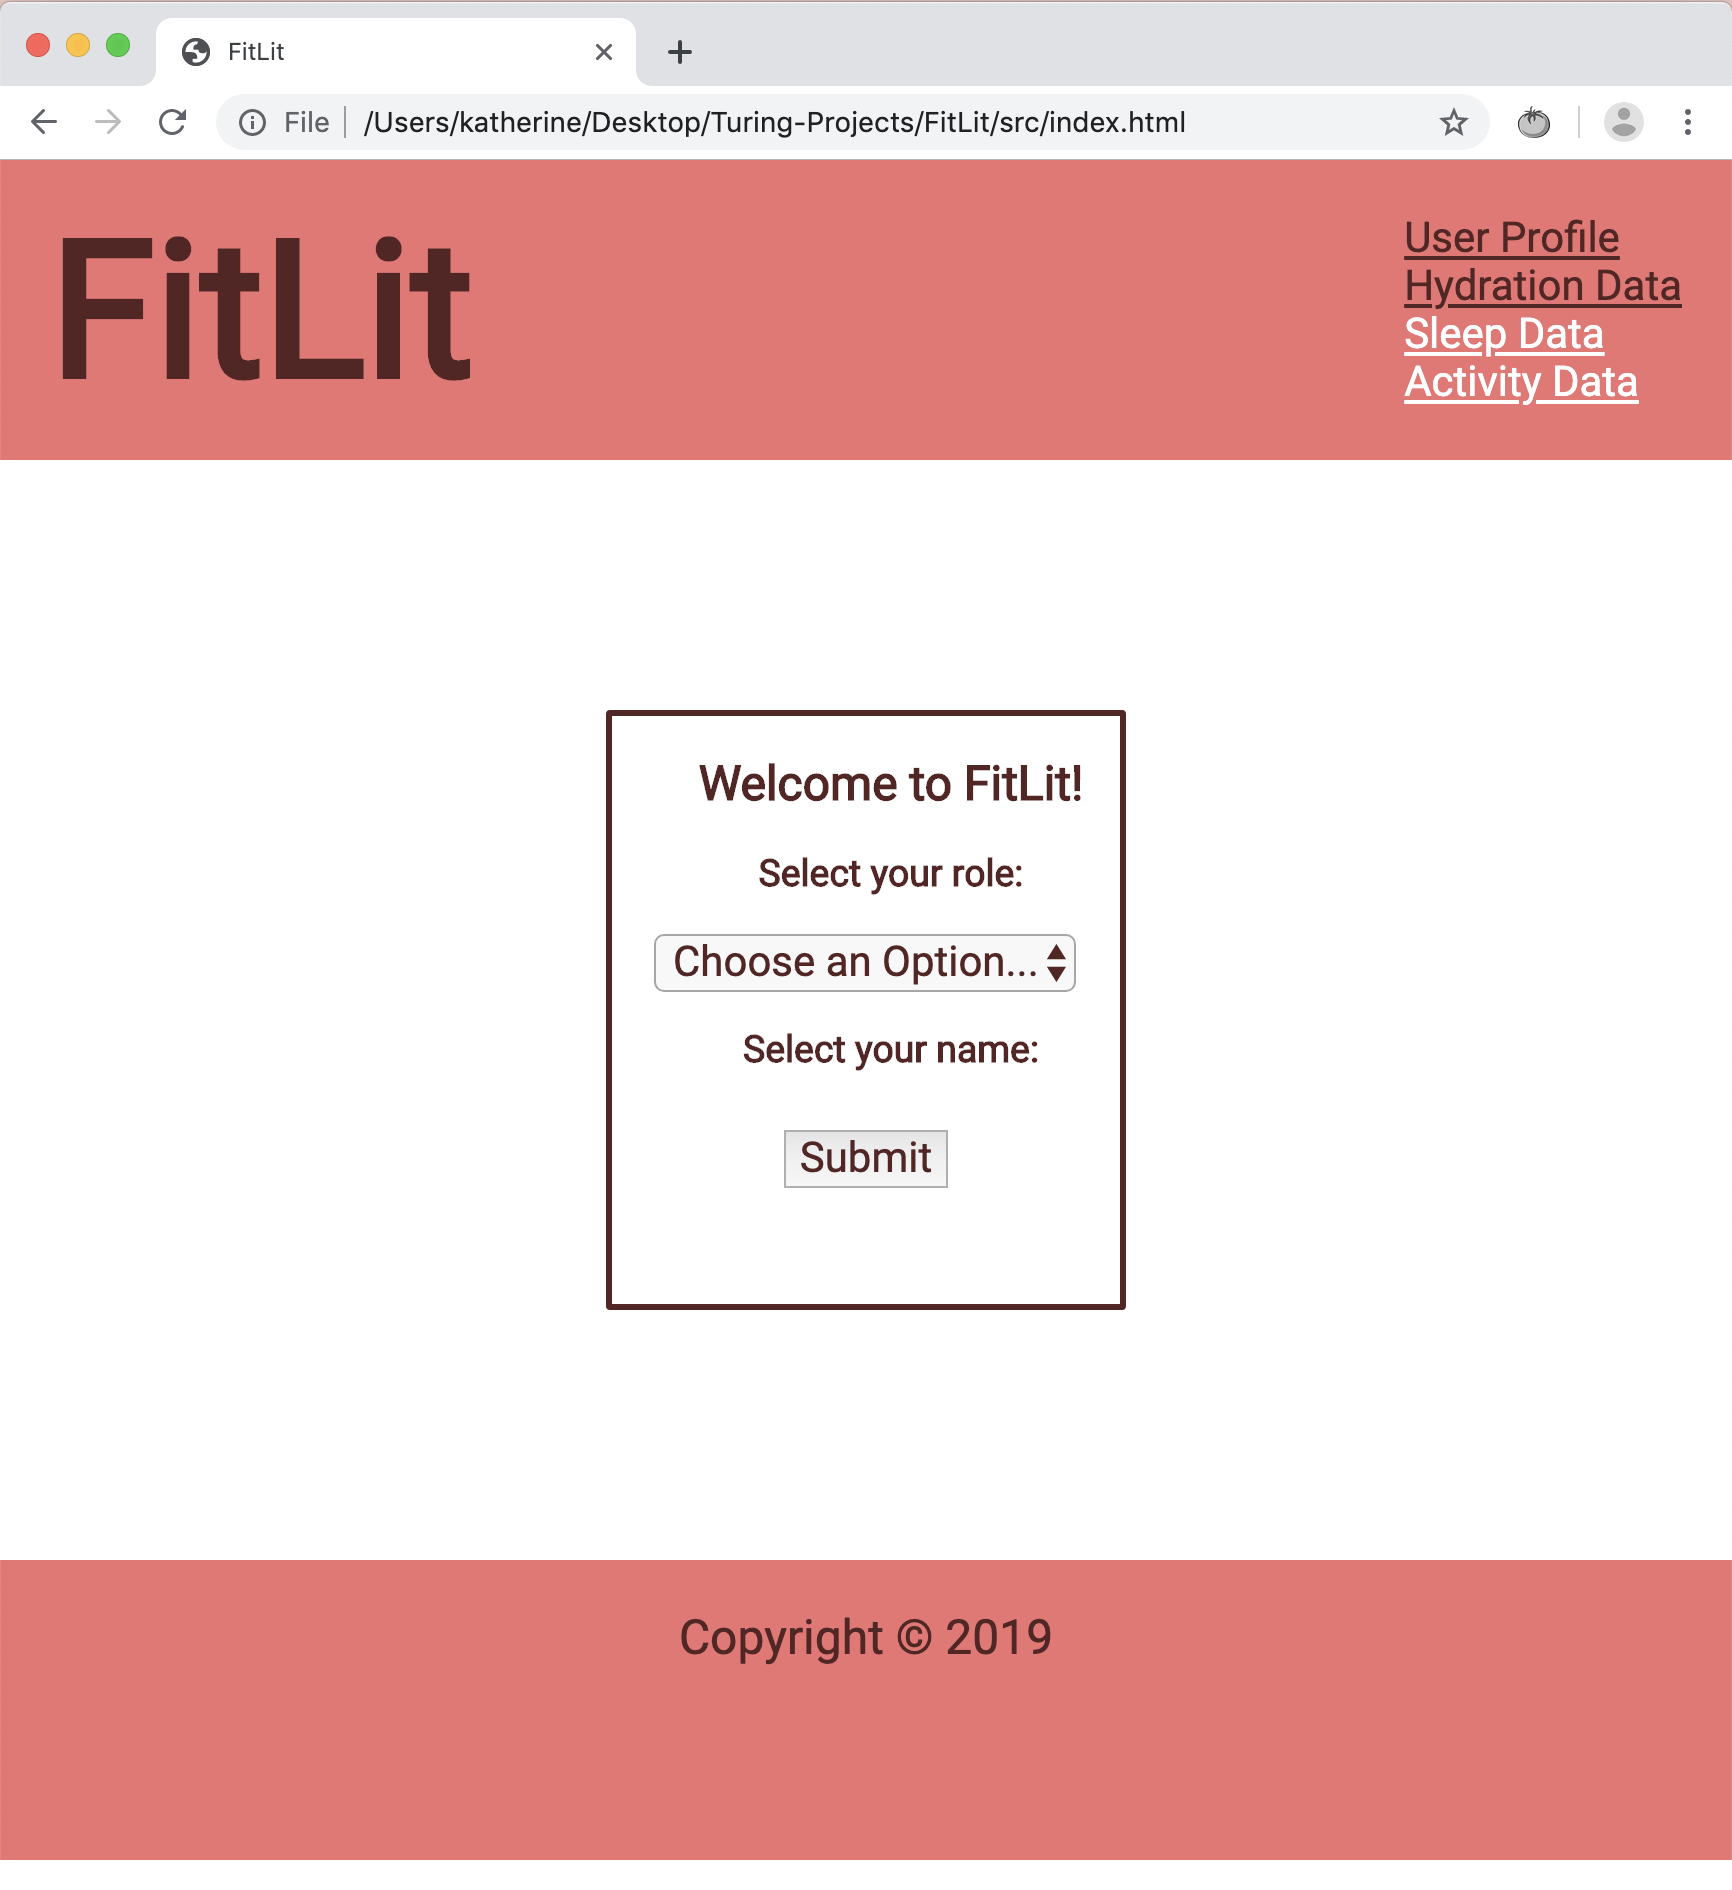 FitLit
File /Users/katherine/Desktop/Turing-Projects/FitLit/src/index.html
FitLit
User Profile
Hydration Data
Sleep Data
Activity Data
Welcome to FitLit!
Select your role:
Choose an Option...
Select your name:
Submit
Copyright © 2019